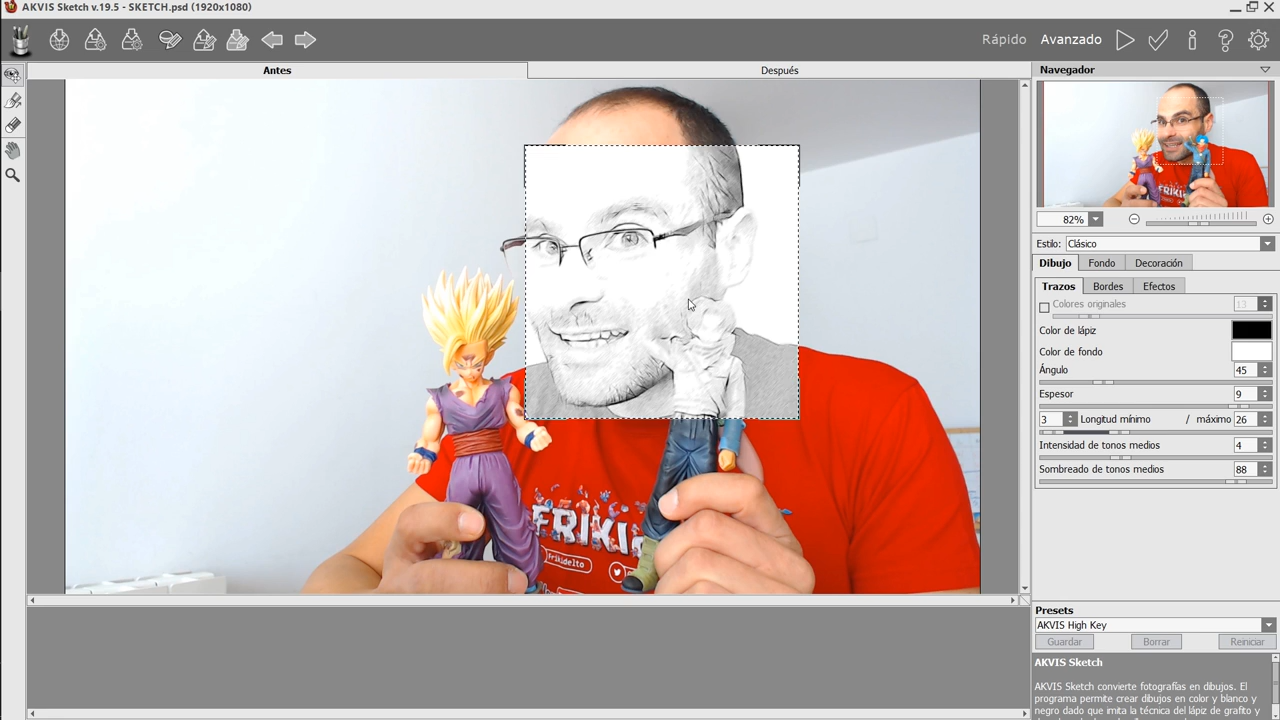 AKVIS Sketch v.19.5 - SKETCH.psd (1920x1080)
Rápido Avanzado
Antes Después
Navegador
82%
Estilo: Clásico
Dibujo Fondo Decoración
Trazos Bordes Efectos
Colores originales 13
Color de lápiz
Color de fondo
Ángulo 45
Espesor 9
3 Longitud mínimo / máximo 26
Intensidad de tonos medios 4
Sombreado de tonos medios 88
FRIKI
frikidelto
Presets
AKVIS High Key
Guardar Borrar Reiniciar
AKVIS Sketch
AKVIS Sketch convierte fotografías en dibujos. El
programa permite crear dibujos en color y blanco y
negro dado que imita la técnica del lápiz de grafito y